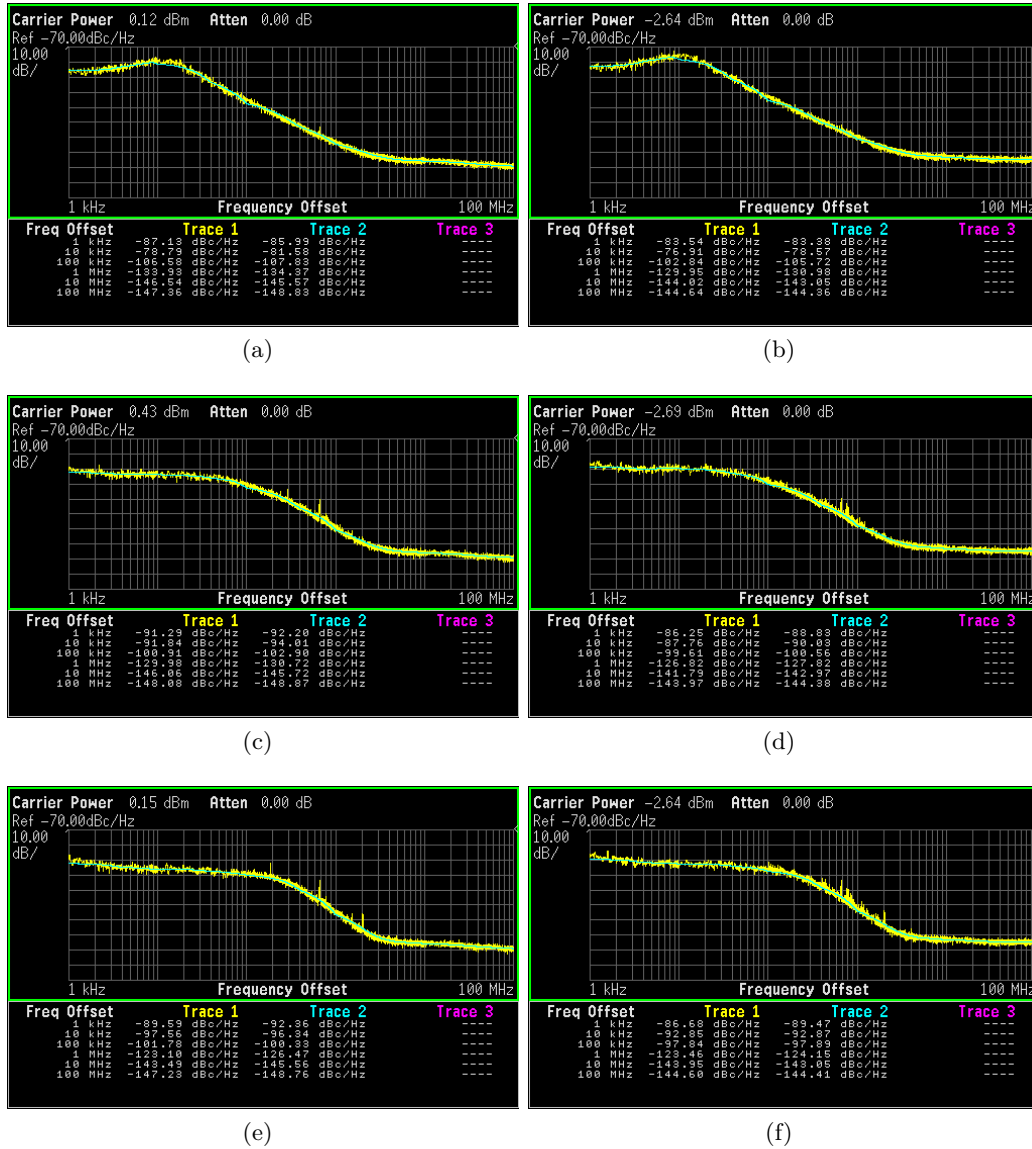 Carrier Power 0.12 dBm Atten 0.00 dB
Ref -70.00dBc/Hz
10.00
dB/
1 kHz Frequency Offset 100 MHz
Freq Offset Trace 1 Trace 2 Trace 3
1 kHz -87.13 dBc/Hz -85.99 dBc/Hz ----
10 kHz -78.79 dBc/Hz -81.58 dBc/Hz ----
100 kHz -106.58 dBc/Hz -107.83 dBc/Hz ----
1 MHz -133.93 dBc/Hz -134.37 dBc/Hz ----
10 MHz -146.54 dBc/Hz -145.57 dBc/Hz ----
100 MHz -147.36 dBc/Hz -148.83 dBc/Hz ----
(a)
Carrier Power -2.64 dBm Atten 0.00 dB
Ref -70.00dBc/Hz
10.00
dB/
1 kHz Frequency Offset 100 MHz
Freq Offset Trace 1 Trace 2 Trace 3
1 kHz -83.54 dBc/Hz -83.38 dBc/Hz ----
10 kHz -76.91 dBc/Hz -78.57 dBc/Hz ----
100 kHz -102.84 dBc/Hz -105.72 dBc/Hz ----
1 MHz -129.95 dBc/Hz -130.98 dBc/Hz ----
10 MHz -144.02 dBc/Hz -143.05 dBc/Hz ----
100 MHz -144.64 dBc/Hz -144.36 dBc/Hz ----
(b)
Carrier Power 0.43 dBm Atten 0.00 dB
Ref -70.00dBc/Hz
10.00
dB/
1 kHz Frequency Offset 100 MHz
Freq Offset Trace 1 Trace 2 Trace 3
1 kHz -91.29 dBc/Hz -92.20 dBc/Hz ----
10 kHz -91.84 dBc/Hz -94.01 dBc/Hz ----
100 kHz -100.91 dBc/Hz -102.90 dBc/Hz ----
1 MHz -129.98 dBc/Hz -130.72 dBc/Hz ----
10 MHz -146.06 dBc/Hz -145.72 dBc/Hz ----
100 MHz -148.08 dBc/Hz -148.87 dBc/Hz ----
(c)
Carrier Power -2.69 dBm Atten 0.00 dB
Ref -70.00dBc/Hz
10.00
dB/
1 kHz Frequency Offset 100 MHz
Freq Offset Trace 1 Trace 2 Trace 3
1 kHz -86.25 dBc/Hz -88.83 dBc/Hz ----
10 kHz -87.76 dBc/Hz -90.03 dBc/Hz ----
100 kHz -99.61 dBc/Hz -100.56 dBc/Hz ----
1 MHz -126.82 dBc/Hz -127.82 dBc/Hz ----
10 MHz -141.79 dBc/Hz -142.97 dBc/Hz ----
100 MHz -143.97 dBc/Hz -144.38 dBc/Hz ----
(d)
Carrier Power 0.15 dBm Atten 0.00 dB
Ref -70.00dBc/Hz
10.00
dB/
1 kHz Frequency Offset 100 MHz
Freq Offset Trace 1 Trace 2 Trace 3
1 kHz -89.59 dBc/Hz -92.36 dBc/Hz ----
10 kHz -97.56 dBc/Hz -96.34 dBc/Hz ----
100 kHz -101.78 dBc/Hz -100.33 dBc/Hz ----
1 MHz -123.10 dBc/Hz -126.47 dBc/Hz ----
10 MHz -143.49 dBc/Hz -145.56 dBc/Hz ----
100 MHz -147.23 dBc/Hz -148.76 dBc/Hz ----
(e)
Carrier Power -2.64 dBm Atten 0.00 dB
Ref -70.00dBc/Hz
10.00
dB/
1 kHz Frequency Offset 100 MHz
Freq Offset Trace 1 Trace 2 Trace 3
1 kHz -86.68 dBc/Hz -89.47 dBc/Hz ----
10 kHz -92.85 dBc/Hz -92.87 dBc/Hz ----
100 kHz -97.84 dBc/Hz -97.89 dBc/Hz ----
1 MHz -123.46 dBc/Hz -124.15 dBc/Hz ----
10 MHz -143.95 dBc/Hz -143.05 dBc/Hz ----
100 MHz -144.60 dBc/Hz -144.41 dBc/Hz ----
(f)